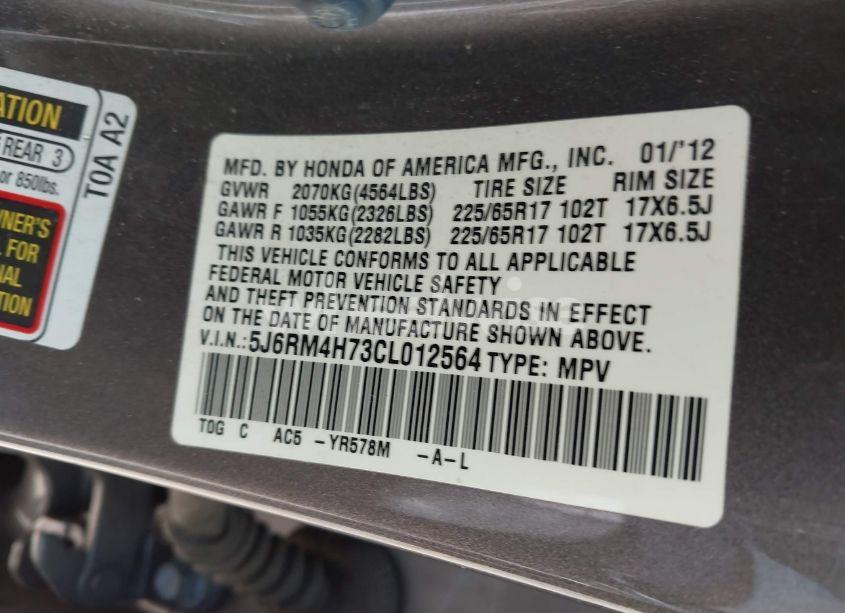 ATION
REAR 3
or 850lbs.
WNER'S
L FOR
NAL
TION
T0A A2
MFD. BY HONDA OF AMERICA MFG., INC. 01/'12
GVWR 2070KG(4564LBS) TIRE SIZE RIM SIZE
GAWR F 1055KG(2326LBS) 225/65R17 102T 17X6.5J
GAWR R 1035KG(2282LBS) 225/65R17 102T 17X6.5J
THIS VEHICLE CONFORMS TO ALL APPLICABLE
FEDERAL MOTOR VEHICLE SAFETY
AND THEFT PREVENTION STANDARDS IN EFFECT
ON THE DATE OF MANUFACTURE SHOWN ABOVE.
V.I.N.: 5J6RM4H73CL012564 TYPE: MPV
T0G C AC5 -YR578M -A-L